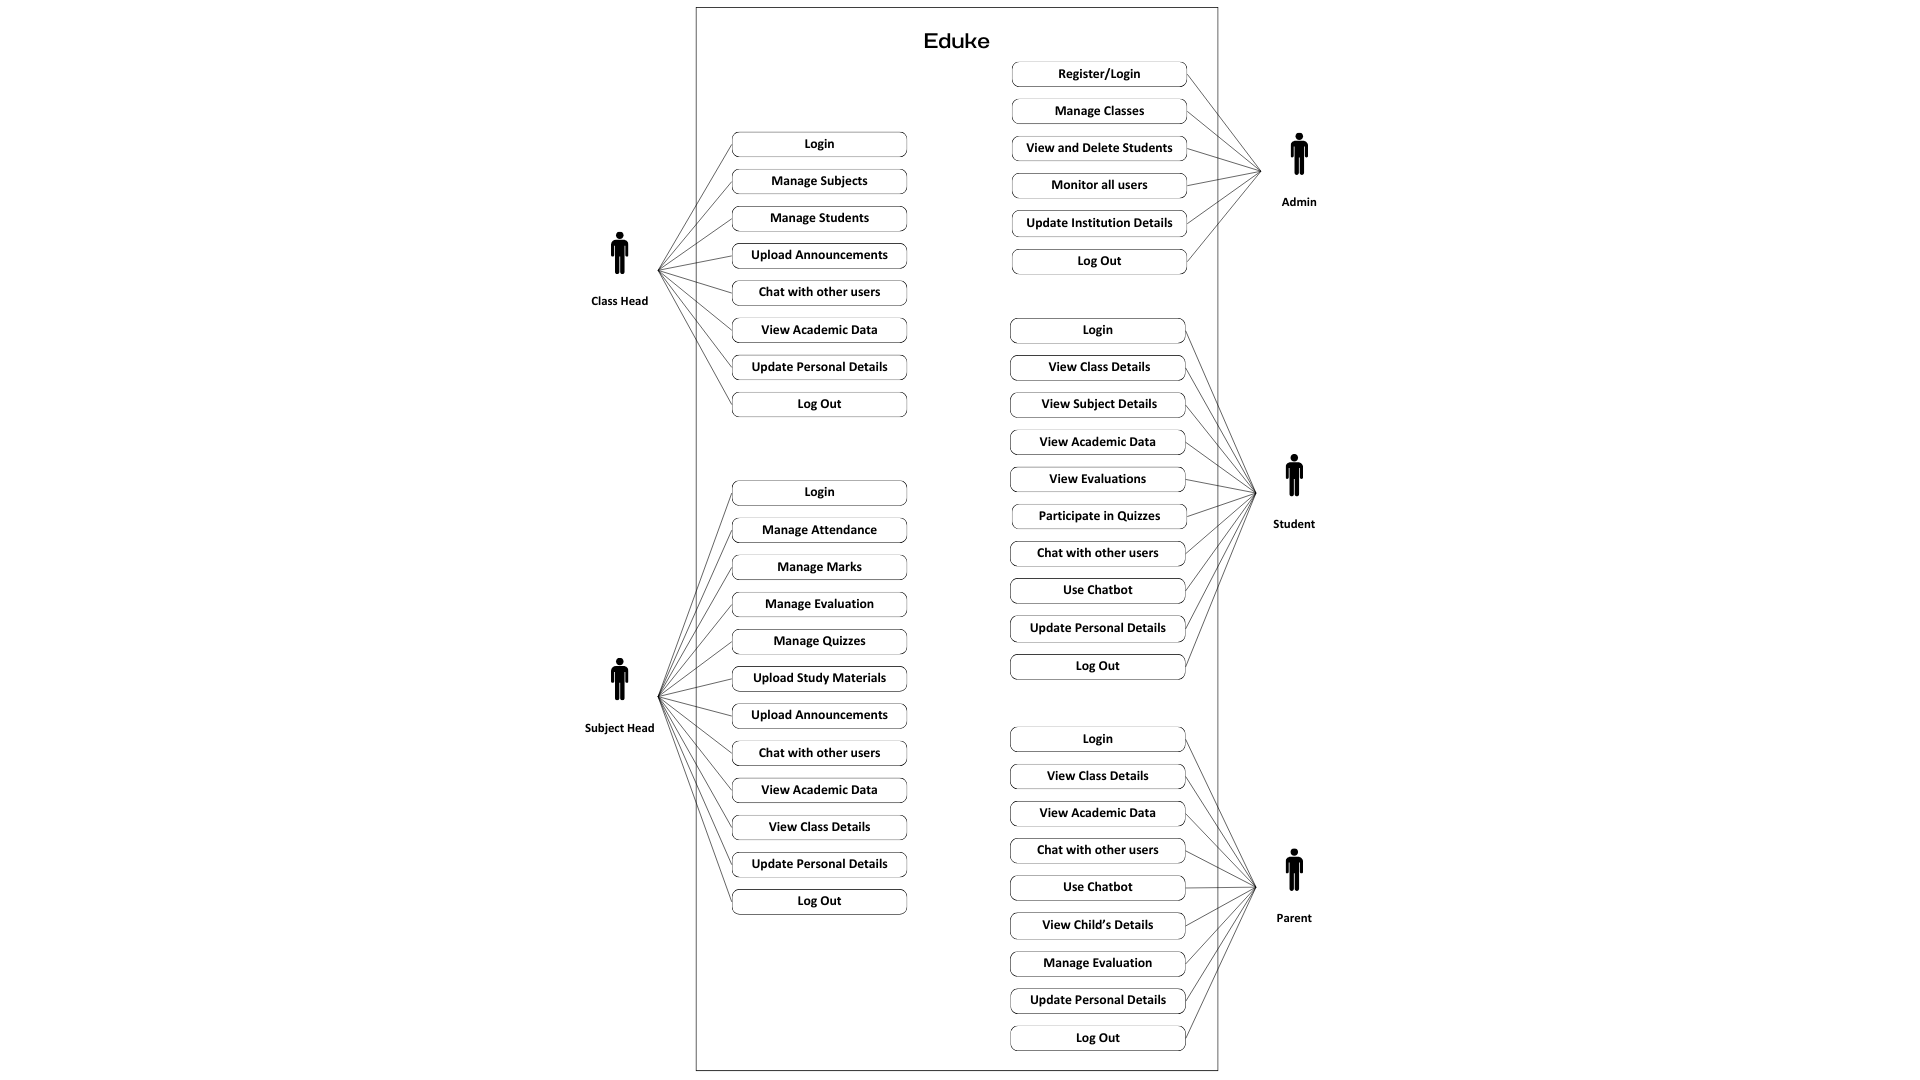 Eduke
Class Head
Login
Manage Subjects
Manage Students
Upload Announcements
Chat with other users
View Academic Data
Update Personal Details
Log Out
Subject Head
Login
Manage Attendance
Manage Marks
Manage Evaluation
Manage Quizzes
Upload Study Materials
Upload Announcements
Chat with other users
View Academic Data
View Class Details
Update Personal Details
Log Out
Register/Login
Manage Classes
View and Delete Students
Monitor all users
Update Institution Details
Log Out
Admin
Login
View Class Details
View Subject Details
View Academic Data
View Evaluations
Participate in Quizzes
Chat with other users
Use Chatbot
Update Personal Details
Log Out
Student
Login
View Class Details
View Academic Data
Chat with other users
Use Chatbot
View Child’s Details
Manage Evaluation
Update Personal Details
Log Out
Parent